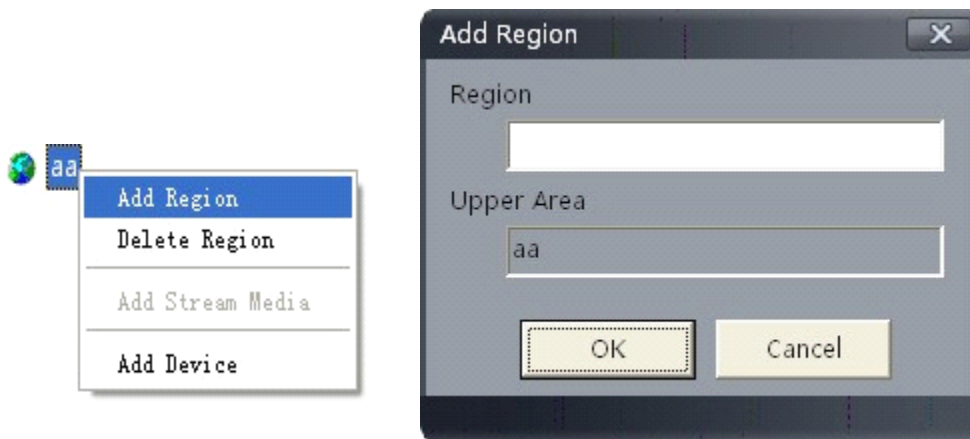 aa
Add Region
Delete Region
Add Stream Media
Add Device
Add Region
Region
Upper Area
aa
OK Cancel